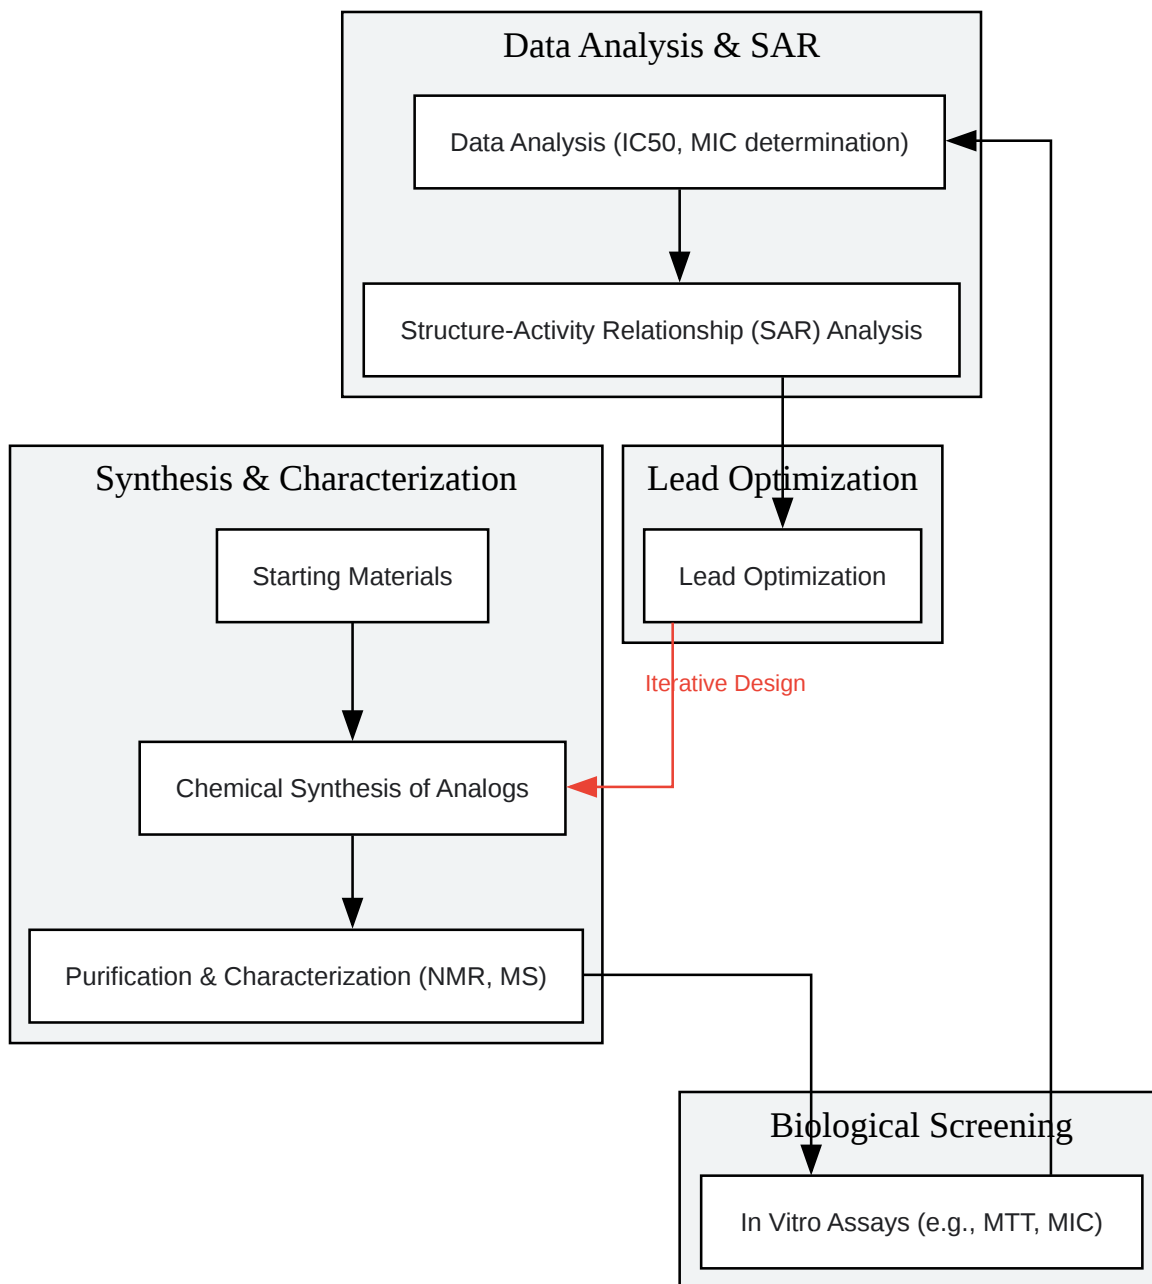 Data Analysis & SAR
Data Analysis (IC50, MIC determination)
Structure-Activity Relationship (SAR) Analysis
Synthesis & Characterization
Lead Optimization
Starting Materials
Lead Optimization
Iterative Design
Chemical Synthesis of Analogs
Purification & Characterization (NMR, MS)
Biological Screening
In Vitro Assays (e.g., MTT, MIC)